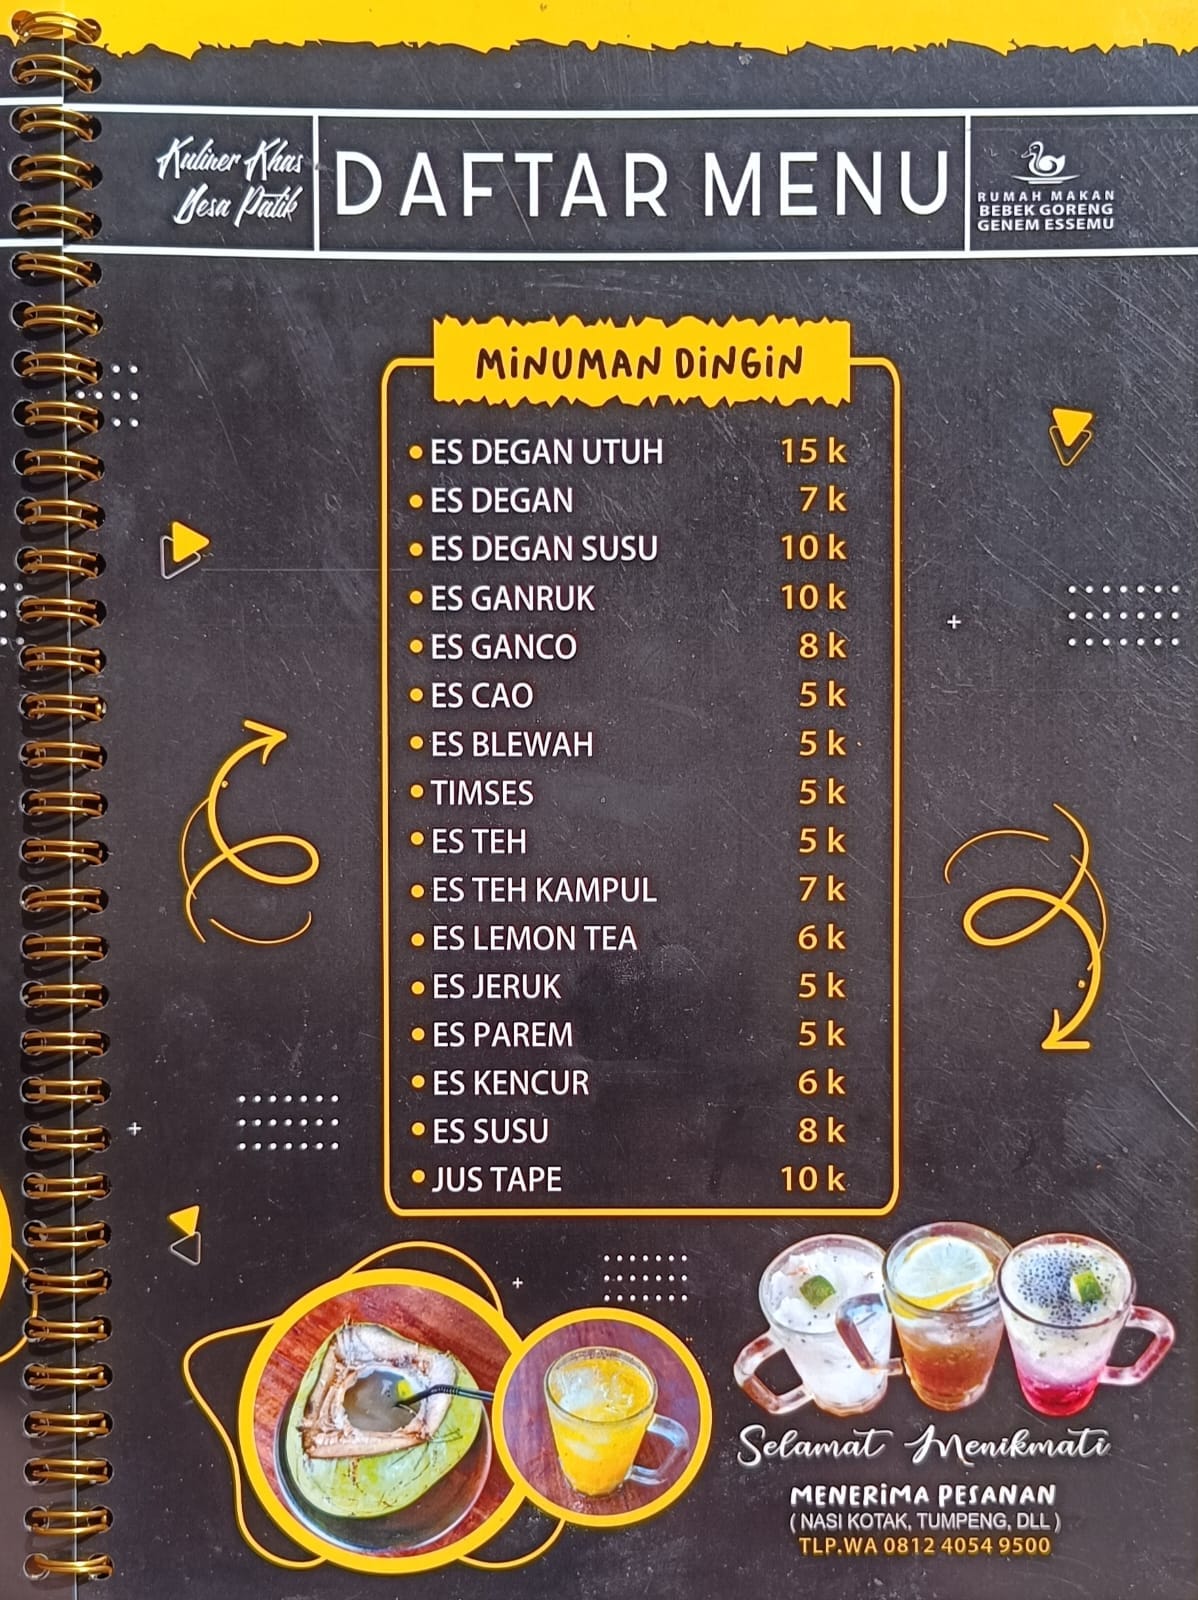 Kuliner Khas
Desa Patik
DAFTAR MENU
RUMAH MAKAN
BEBEK GORENG
GENEM ESSEMU
MINUMAN DINGIN
• ES DEGAN UTUH 15 k
• ES DEGAN 7 k
• ES DEGAN SUSU 10 k
• ES GANRUK 10 k
• ES GANCO 8 k
• ES CAO 5 k
• ES BLEWAH 5 k
• TIMSES 5 k
• ES TEH 5 k
• ES TEH KAMPUL 7 k
• ES LEMON TEA 6 k
• ES JERUK 5 k
• ES PAREM 5 k
• ES KENCUR 6 k
• ES SUSU 8 k
• JUS TAPE 10 k
Selamat Menikmati
MENERIMA PESANAN
( NASI KOTAK, TUMPENG, DLL )
TLP.WA 0812 4054 9500